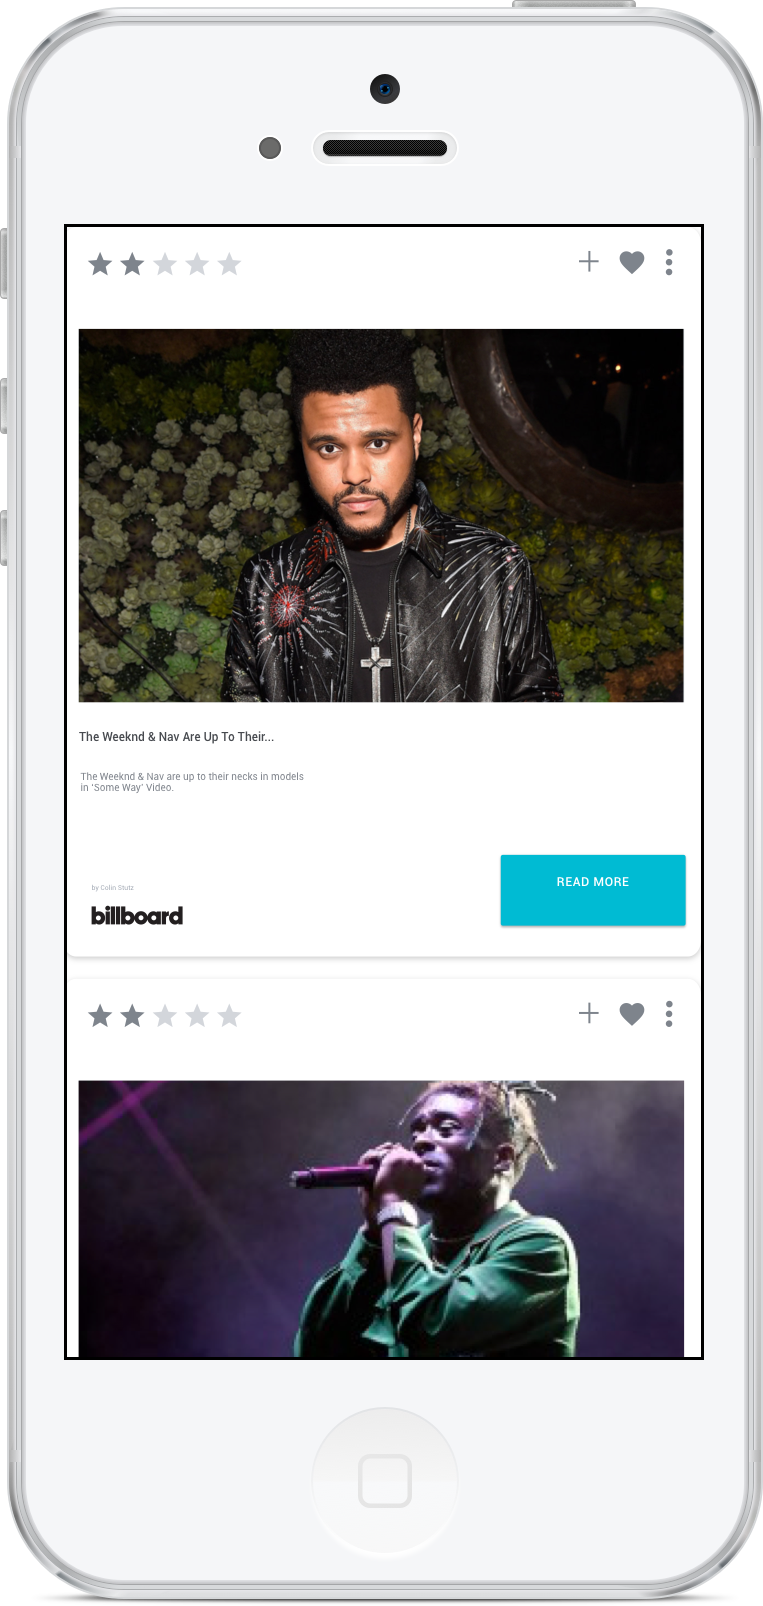 The Weeknd & Nav Are Up To Their...
The Weeknd & Nav are up to their necks in models
in ‘Some Way’ Video.
by Colin Stutz
billboard
READ MORE